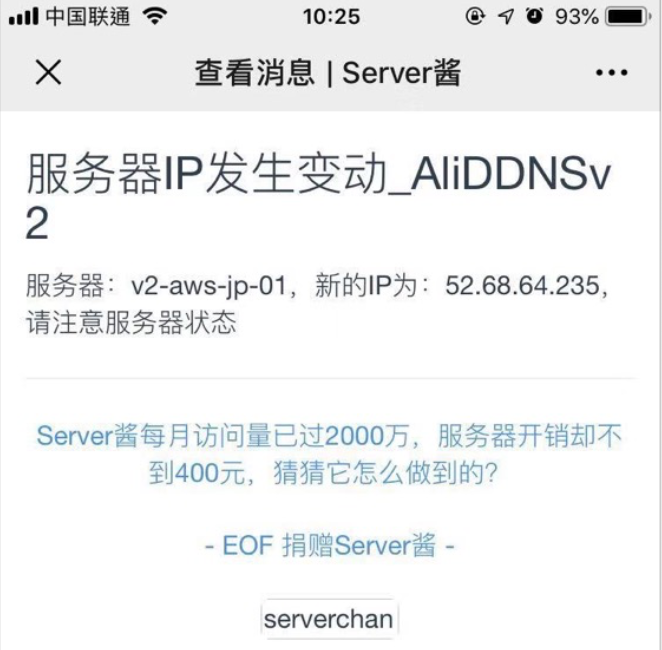 中国联通 10:25 93%
查看消息 | Server酱
服务器IP发生变动_AliDDNSv
2
服务器：v2-aws-jp-01，新的IP为：52.68.64.235，
请注意服务器状态
Server酱每月访问量已过2000万，服务器开销却不
到400元，猜猜它怎么做到的？
- EOF 捐赠Server酱 -
serverchan